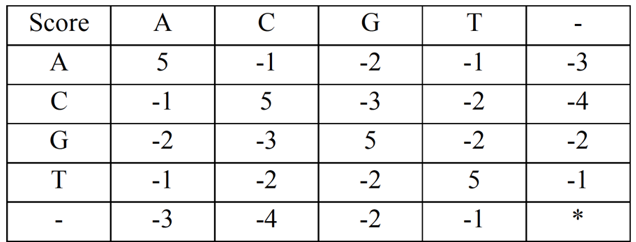 Score A C G T -
A 5 -1 -2 -1 -3
C -1 5 -3 -2 -4
G -2 -3 5 -2 -2
T -1 -2 -2 5 -1
- -3 -4 -2 -1 *